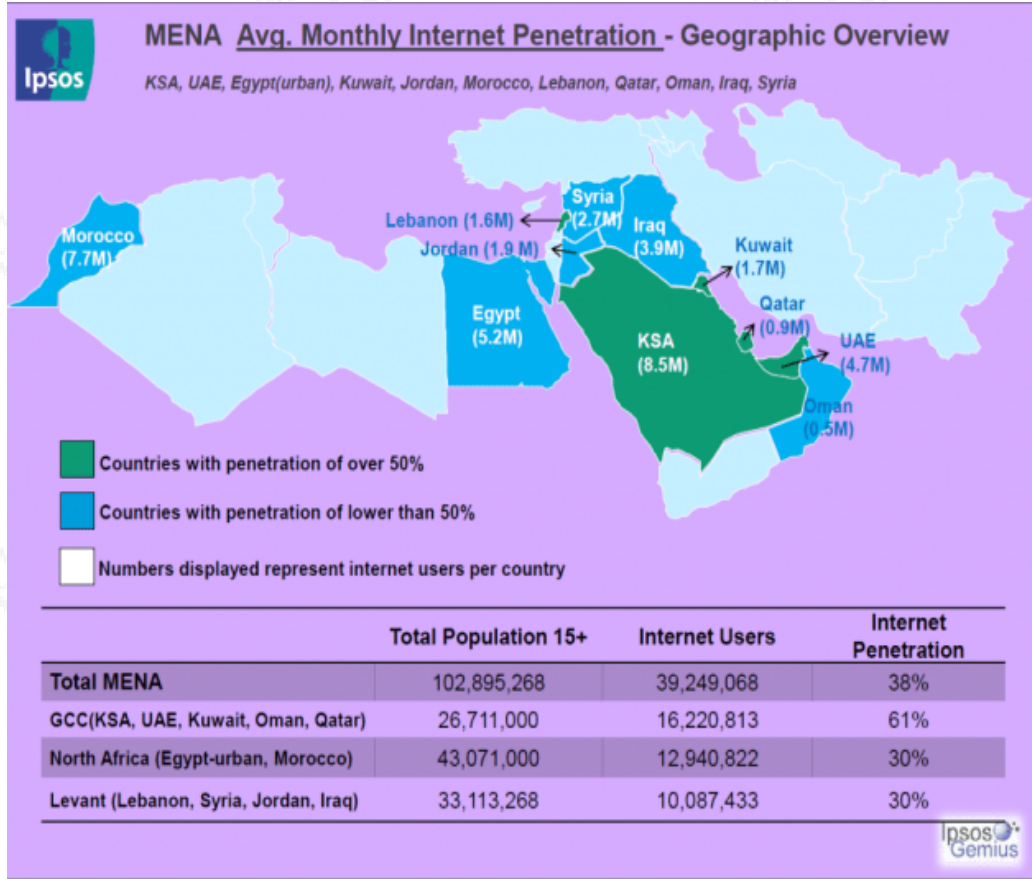 Ipsos
MENA Avg. Monthly Internet Penetration - Geographic Overview
KSA, UAE, Egypt(urban), Kuwait, Jordan, Morocco, Lebanon, Qatar, Oman, Iraq, Syria
Morocco
(7.7M)
Lebanon (1.6M)
Syria
(2.7M)
Jordan (1.9 M)
Iraq
(3.9M)
Kuwait
(1.7M)
Egypt
(5.2M)
KSA
(8.5M)
Qatar
(0.9M)
UAE
(4.7M)
Oman
(0.5M)
Countries with penetration of over 50%
Countries with penetration of lower than 50%
Numbers displayed represent internet users per country
Total Population 15+ Internet Users Internet Penetration
Total MENA 102,895,268 39,249,068 38%
GCC(KSA, UAE, Kuwait, Oman, Qatar) 26,711,000 16,220,813 61%
North Africa (Egypt-urban, Morocco) 43,071,000 12,940,822 30%
Levant (Lebanon, Syria, Jordan, Iraq) 33,113,268 10,087,433 30%
Ipsos
Gemius